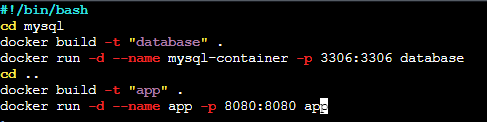 #!/bin/bash
cd mysql
docker build -t "database" .
docker run -d --name mysql-container -p 3306:3306 database
cd ..
docker build -t "app" .
docker run -d --name app -p 8080:8080 app